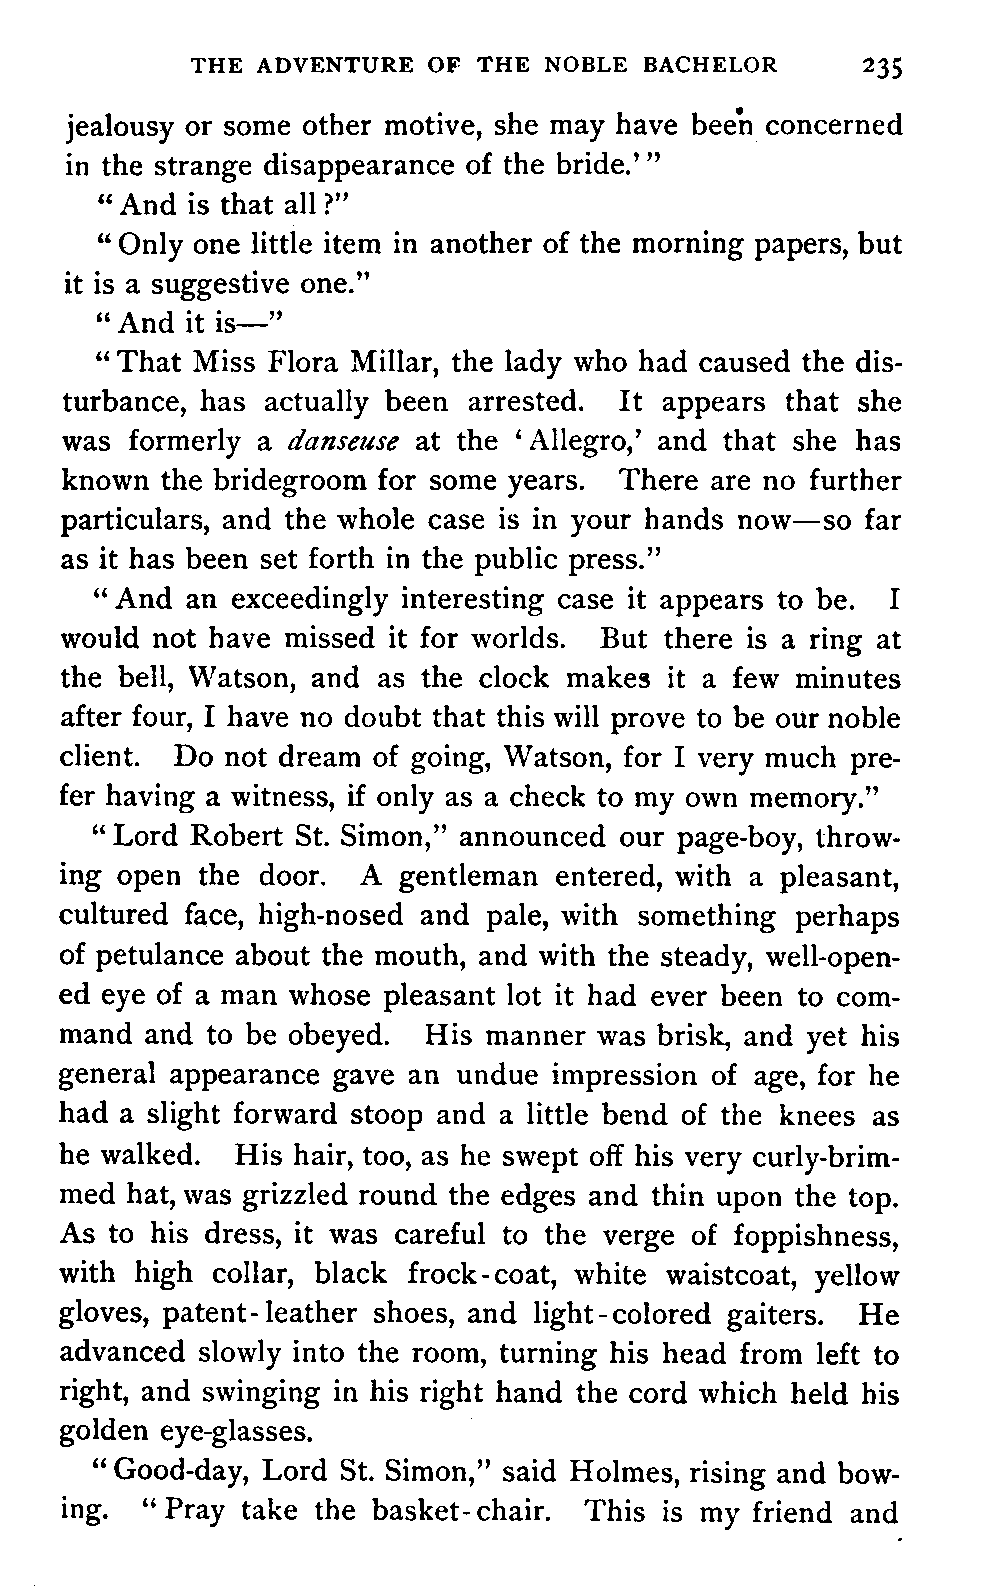 THE ADVENTURE OF THE NOBLE BACHELOR 235
jealousy or some other motive, she may have been concerned
in the strange disappearance of the bride.’”
“And is that all?”
“Only one little item in another of the morning papers, but
it is a suggestive one.”
“And it is—”
“That Miss Flora Millar, the lady who had caused the dis-
turbance, has actually been arrested. It appears that she
was formerly a danseuse at the ‘Allegro,’ and that she has
known the bridegroom for some years. There are no further
particulars, and the whole case is in your hands now—so far
as it has been set forth in the public press.”
“And an exceedingly interesting case it appears to be. I
would not have missed it for worlds. But there is a ring at
the bell, Watson, and as the clock makes it a few minutes
after four, I have no doubt that this will prove to be our noble
client. Do not dream of going, Watson, for I very much pre-
fer having a witness, if only as a check to my own memory.”
“Lord Robert St. Simon,” announced our page-boy, throw-
ing open the door. A gentleman entered, with a pleasant,
cultured face, high-nosed and pale, with something perhaps
of petulance about the mouth, and with the steady, well-open-
ed eye of a man whose pleasant lot it had ever been to com-
mand and to be obeyed. His manner was brisk, and yet his
general appearance gave an undue impression of age, for he
had a slight forward stoop and a little bend of the knees as
he walked. His hair, too, as he swept off his very curly-brim-
med hat, was grizzled round the edges and thin upon the top.
As to his dress, it was careful to the verge of foppishness,
with high collar, black frock-coat, white waistcoat, yellow
gloves, patent-leather shoes, and light-colored gaiters. He
advanced slowly into the room, turning his head from left to
right, and swinging in his right hand the cord which held his
golden eye-glasses.
“Good-day, Lord St. Simon,” said Holmes, rising and bow-
ing. “Pray take the basket-chair. This is my friend and